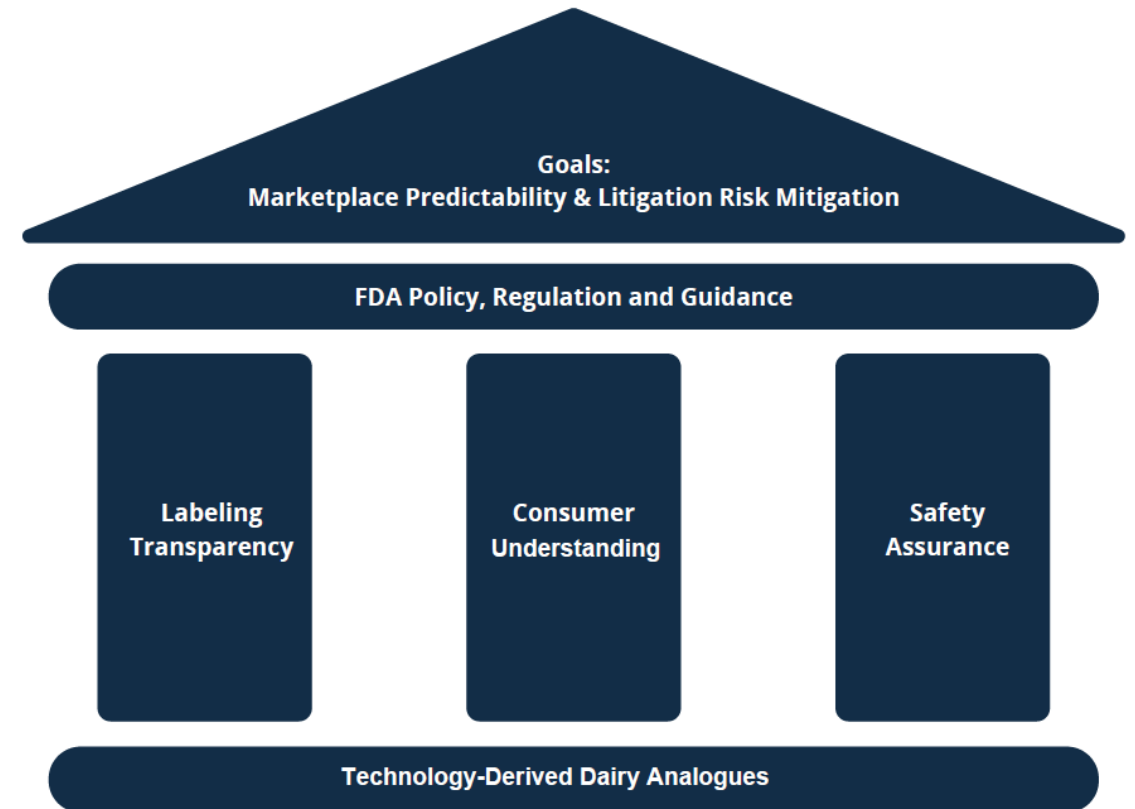 Goals:
Marketplace Predictability & Litigation Risk Mitigation
FDA Policy, Regulation and Guidance
Labeling
Transparency
Consumer
Understanding
Safety
Assurance
Technology-Derived Dairy Analogues